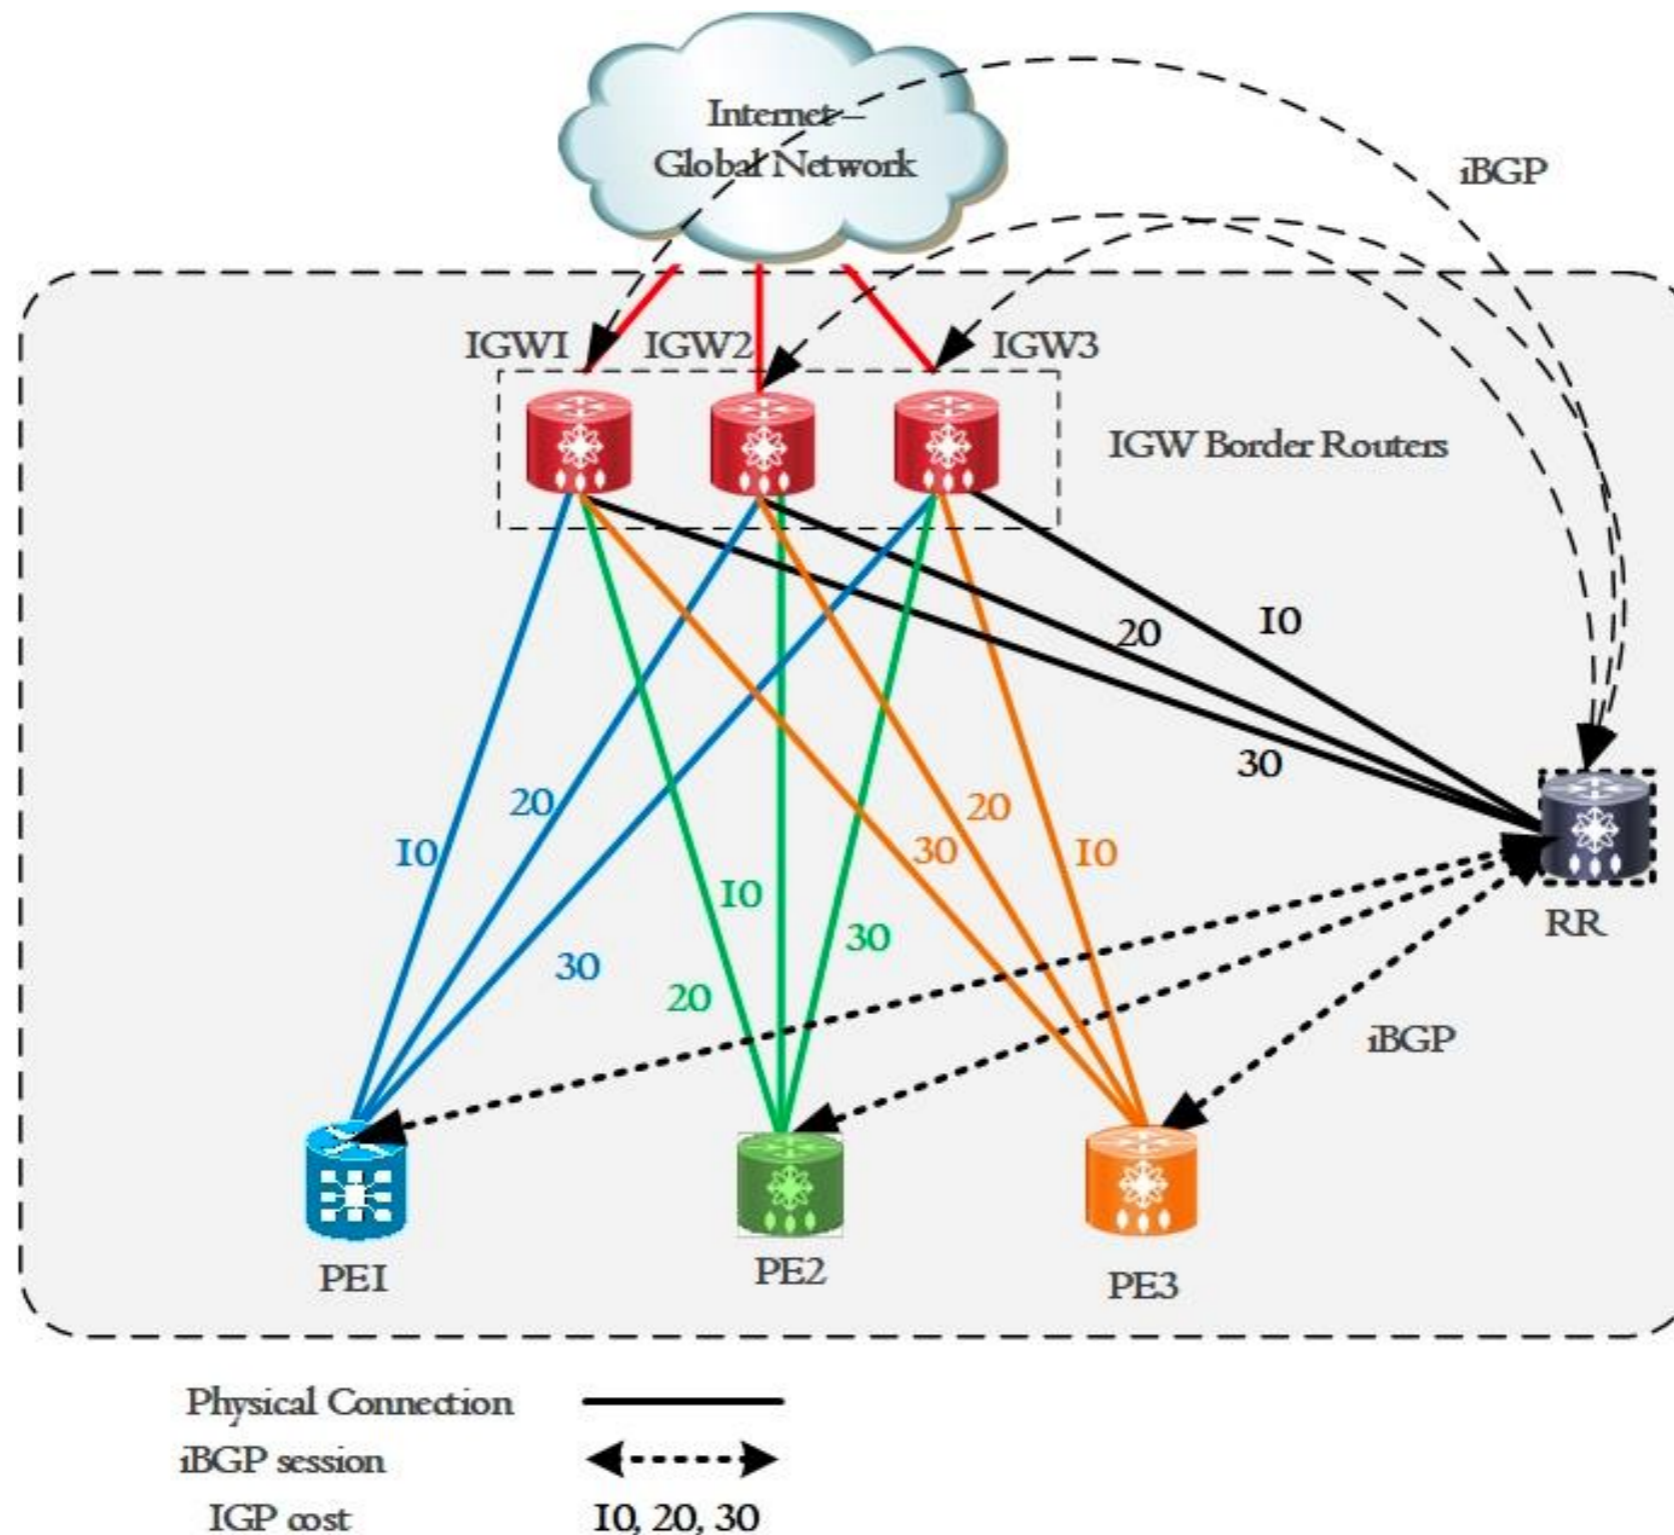 Internet –
Global Network
iBGP
IGW1
IGW2
IGW3
IGW Border Routers
10
20
30
20
10
20
30
10
10
30
30
20
RR
iBGP
PE1
PE2
PE3
Physical Connection
iBGP session
IGP cost
10, 20, 30